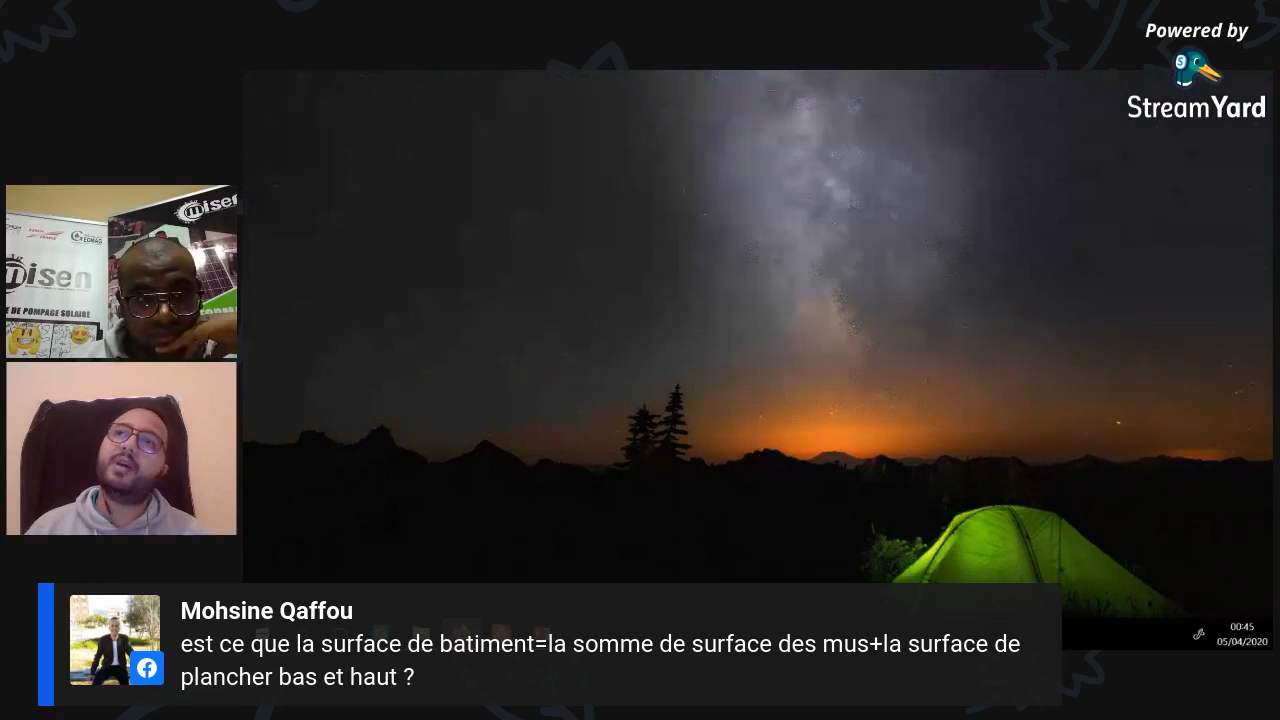 Powered by
StreamYard
misen
misen
E DE POMPAGE SOLAIRE
Mohsine Qaffou
est ce que la surface de batiment=la somme de surface des mus+la surface de
plancher bas et haut ?
00:45
05/04/2020